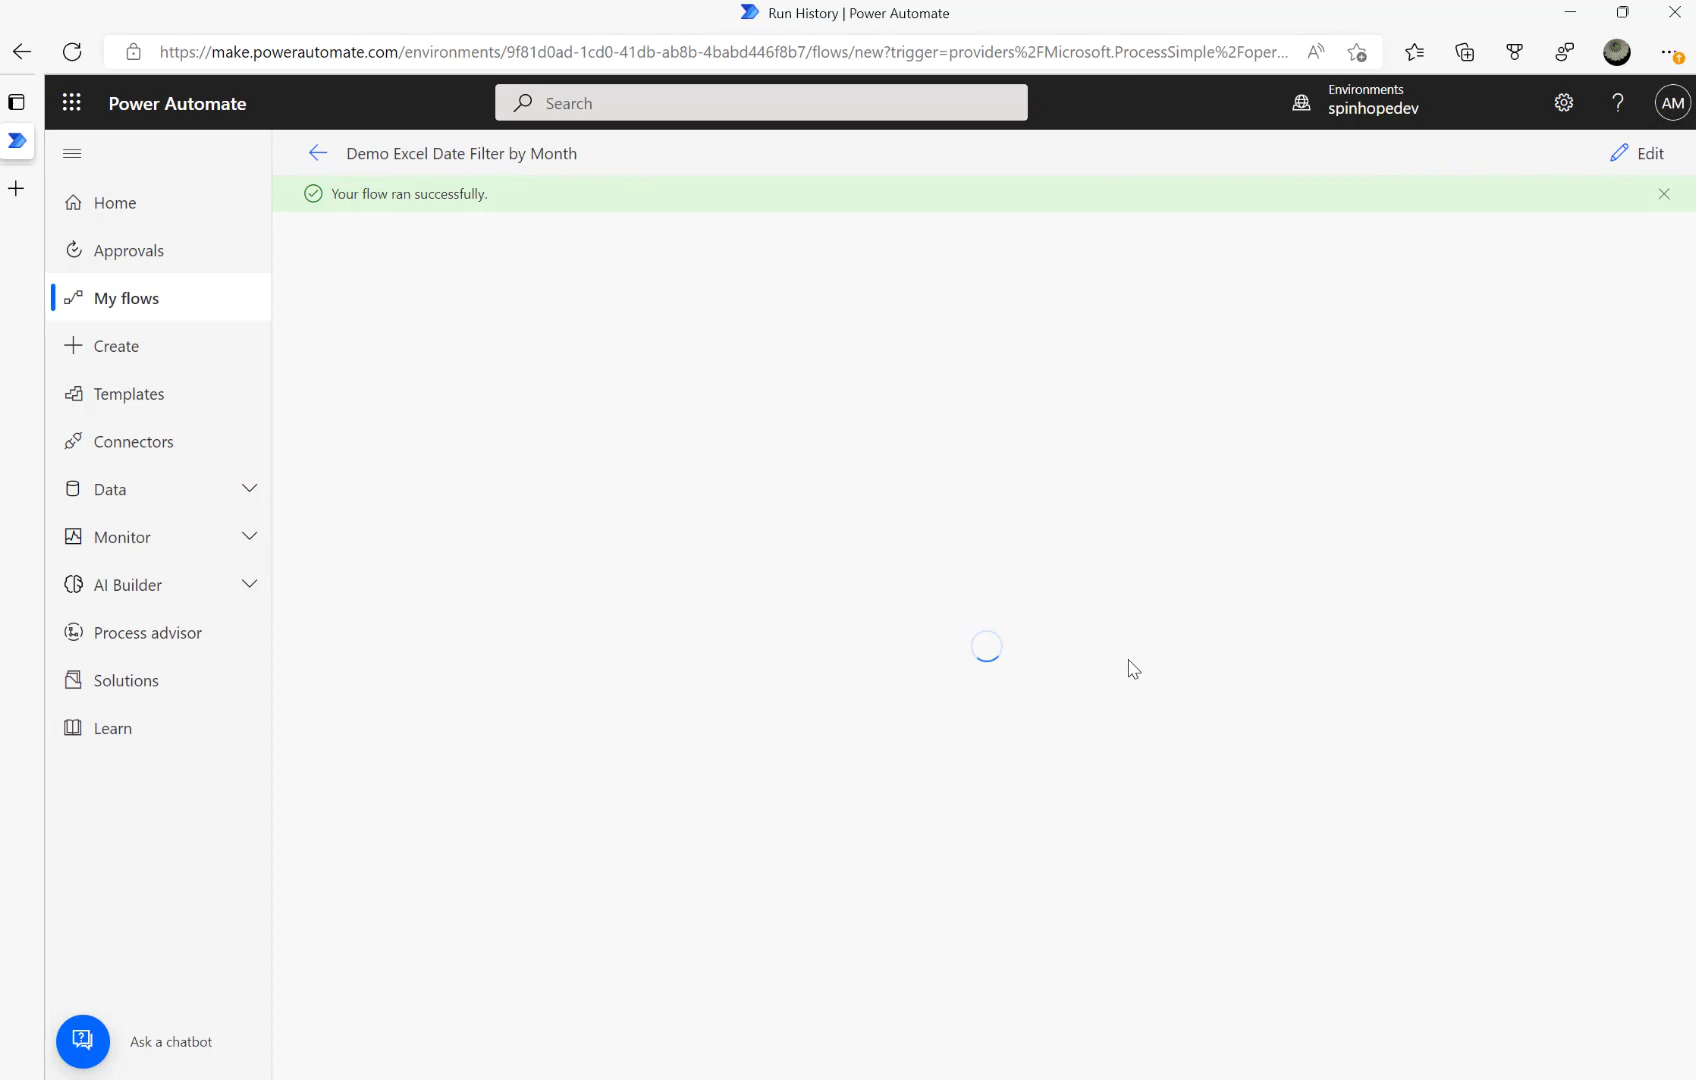 Run History | Power Automate
https://make.powerautomate.com/environments/9f81d0ad-1cd0-41db-ab8b-4babd446f8b7/flows/new?trigger=providers%2FMicrosoft.ProcessSimple%2Foper...
Power Automate
Search
Environments
spinhopedev
?
AM
Demo Excel Date Filter by Month
Edit
Your flow ran successfully.
Home
Approvals
My flows
Create
Templates
Connectors
Data
Monitor
AI Builder
Process advisor
Solutions
Learn
Ask a chatbot